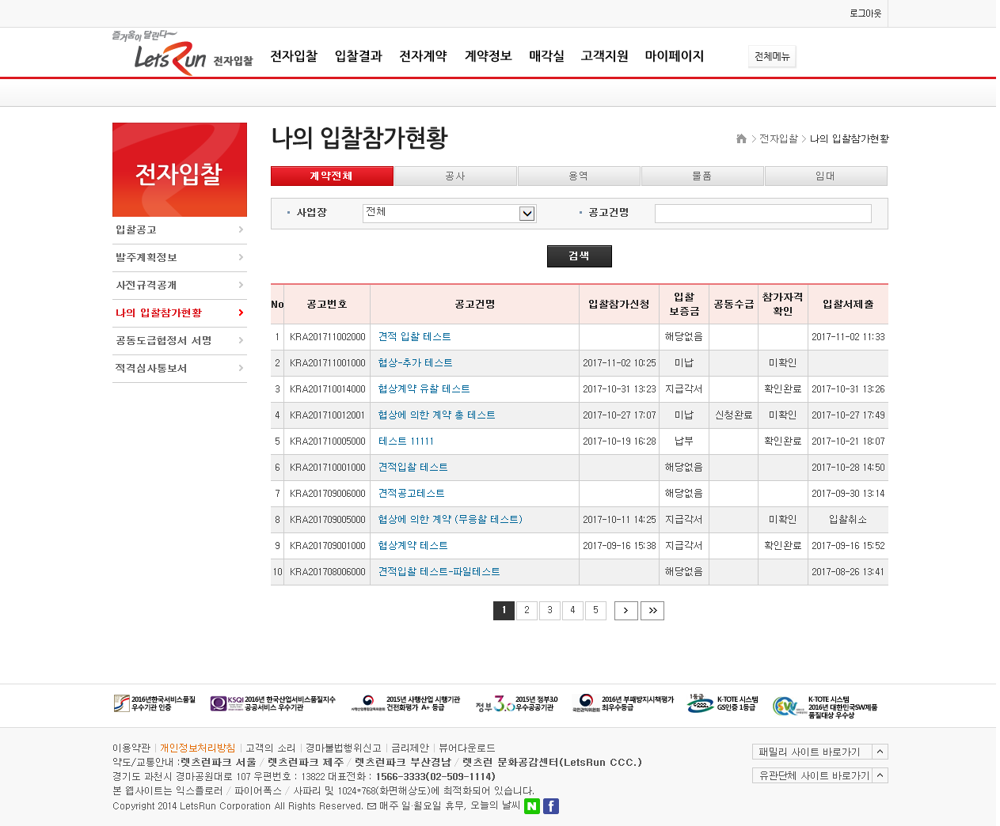 로그아웃
즐거움이 달린다~
LetsRun 전자입찰
전자입찰 입찰결과 전자계약 계약정보 매각실 고객지원 마이페이지 전체메뉴
전자입찰
입찰공고
발주계획정보
사전규격공개
나의 입찰참가현황
공동도급협정서 서명
적격심사통보서
나의 입찰참가현황
> 전자입찰 > 나의 입찰참가현황
계약전체 공사 용역 물품 임대
사업장 전체 공고건명
검색
No 공고번호 공고건명 입찰참가신청 입찰 보증금 공동수급 참가자격 확인 입찰서제출
1 KRA201711002000 견적 입찰 테스트 해당없음 2017-11-02 11:33
2 KRA201711001000 협상-추가 테스트 2017-11-02 10:25 미납 미확인
3 KRA201710014000 협상계약 유찰 테스트 2017-10-31 13:23 지급각서 확인완료 2017-10-31 13:26
4 KRA201710012001 협상에 의한 계약 총 테스트 2017-10-27 17:07 미납 신청완료 미확인 2017-10-27 17:49
5 KRA201710005000 테스트 11111 2017-10-19 16:28 납부 확인완료 2017-10-21 18:07
6 KRA201710001000 견적입찰 테스트 해당없음 2017-10-28 14:50
7 KRA201709006000 견적공고테스트 해당없음 2017-09-30 13:14
8 KRA201709005000 협상에 의한 계약 (무응찰 테스트) 2017-10-11 14:25 지급각서 미확인 입찰취소
9 KRA201709001000 협상계약 테스트 2017-09-16 15:38 지급각서 확인완료 2017-09-16 15:52
10 KRA201708006000 견적입찰 테스트-파일테스트 해당없음 2017-08-26 13:41
1 2 3 4 5 > >>
2016년한국서비스품질
우수기관 인증
KSQI 2016년 한국산업서비스품질지수
공공서비스 우수기관
2015년 사행산업 시행기관
건전화평가 A+ 등급
정부3.0 2015년 정부3.0
우수공공기관
국민권익위원회 2016년 부패방지시책평가
최우수등급
1등급 K-TOTE 시스템
GS인증 1등급
K-TOTE 시스템
2016년 대한민국SW제품
품질대상 우수상
이용약관 | 개인정보처리방침 | 고객의 소리 | 경마불법행위신고 | 금리제안 | 뷰어다운로드
약도/교통안내 :렛츠런파크 서울 / 렛츠런파크 제주 / 렛츠런파크 부산경남 / 렛츠런 문화공감센터(LetsRun CCC.)
경기도 과천시 경마공원대로 107 우편번호 : 13822 대표전화 : 1566-3333(02-509-1114)
본 웹사이트는 익스플로러 / 파이어폭스 / 사파리 및 1024*768(화면해상도)에 최적화되어 있습니다.
Copyright 2014 LetsRun Corporation All Rights Reserved. 매주 일·월요일 휴무, 오늘의 날씨 N f
패밀리 사이트 바로가기
유관단체 사이트 바로가기